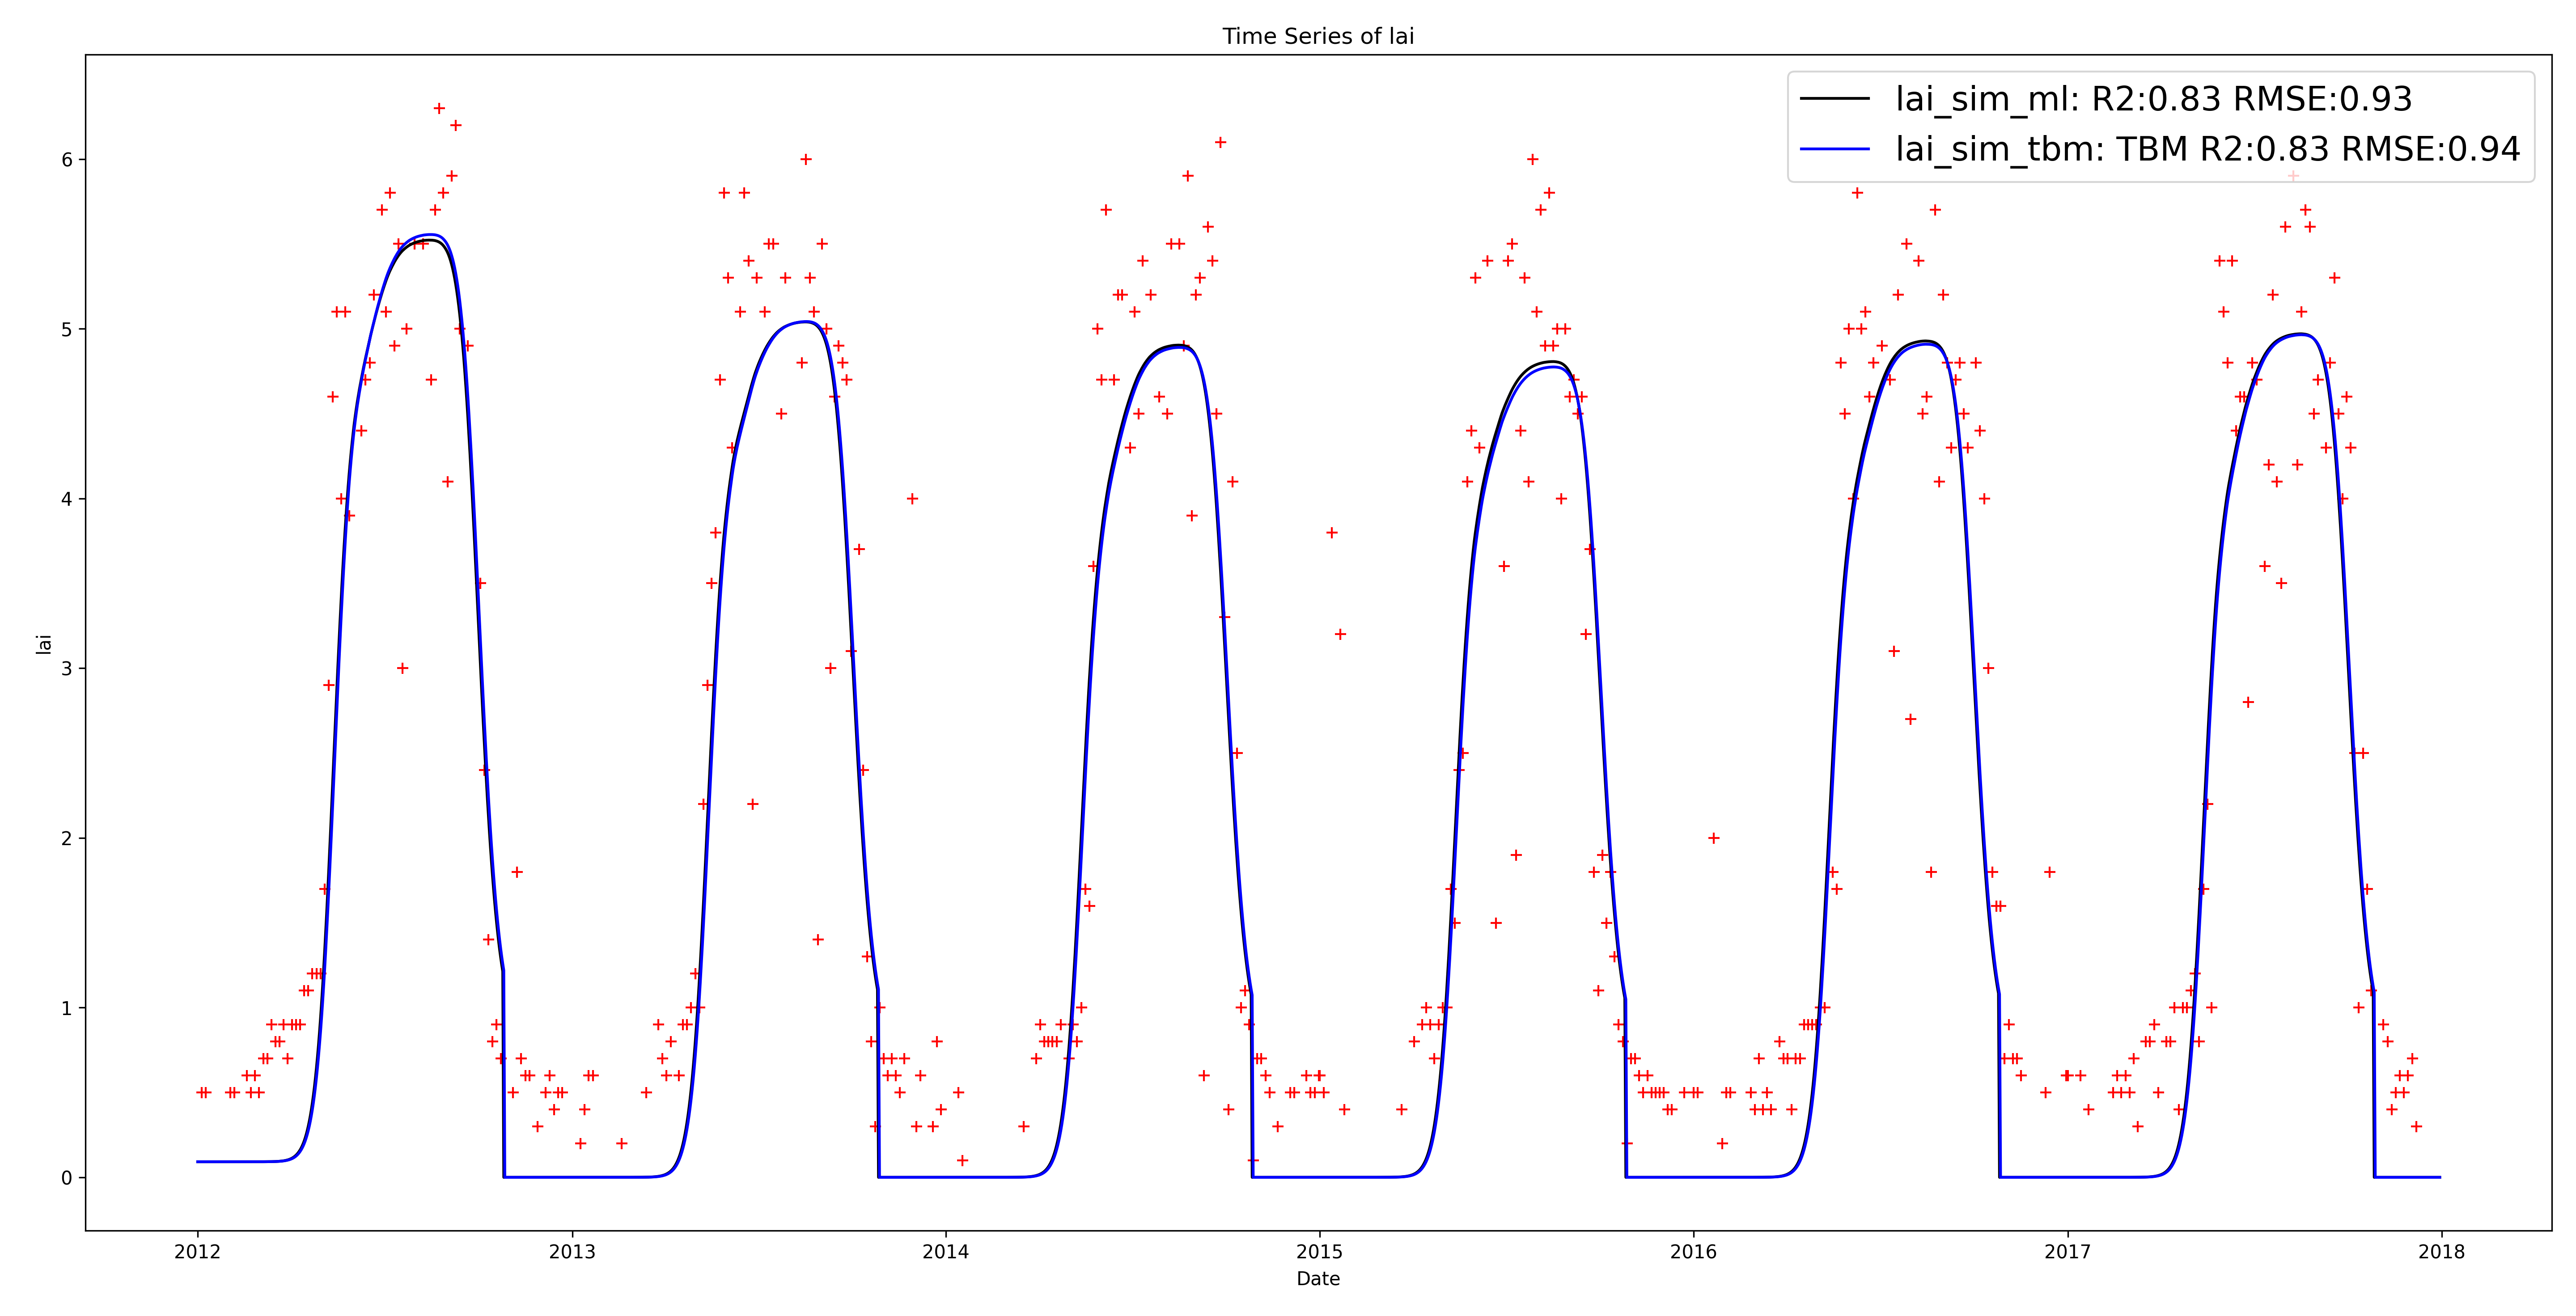 Time Series of lai
lai_sim_ml: R2:0.83 RMSE:0.93
lai_sim_tbm: TBM R2:0.83 RMSE:0.94
6
5
4
3
2
1
0
lai
2012 2013 2014 2015 2016 2017 2018
Date